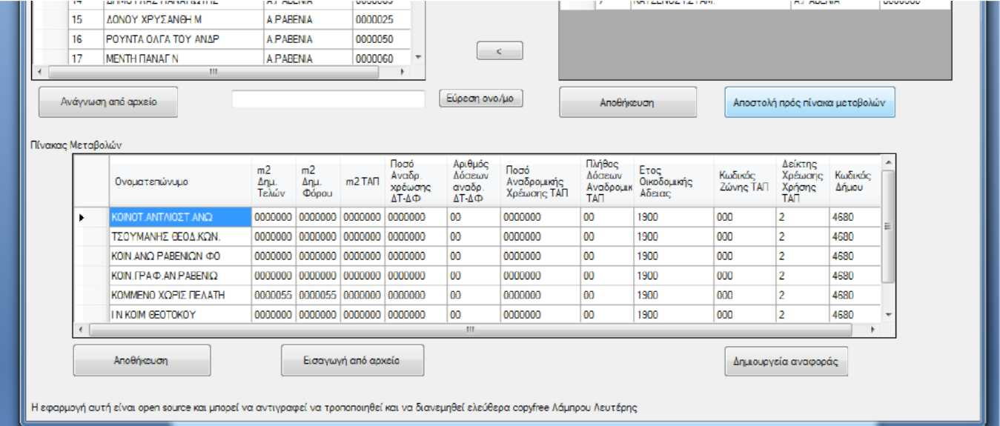 15 ΔΟΝΟΥ ΧΡΥΣΑΝΘΗ Μ Α.ΡΑΒΕΝΙΑ 0000025
16 ΡΟΥΝΤΑ ΟΛΓΑ ΤΟΥ ΑΝΔΡ Α.ΡΑΒΕΝΙΑ 0000050
17 ΜΕΝΤΗ ΠΑΝΑΓ Ν Α.ΡΑΒΕΝΙΑ 0000060
<
Ανάγνωση από αρχείο Εύρεση ονο/μο Αποθήκευση Αποστολή πρός πίνακα μεταβολών
Πίνακας Μεταβολών
Ονοματεπώνυμο
m2
Δημ.
Τελών
m2
Δημ.
Φόρου
m2 ΤΑΠ
Ποσό
Αναδρ.
χρέωσης
ΔΤ-ΔΦ
Αριθμός
Δόσεων
αναδρ.
ΔΤ-ΔΦ
Ποσό
Αναδρομικής
Χρέωσης ΤΑΠ
Πλήθος
Δόσεων
Αναδρομικ
ΤΑΠ
Ετος
Οικοδομικής
Αδειας
Κωδικός
Ζώνης ΤΑΠ
Δείκτης
Χρέωσης
Χρήσης
ΤΑΠ
Κωδικός
Δήμου
ΚΟΙΝΟΤ.ΑΝΤΛΙΟΣΤ.ΑΝΩ 0000000 0000000 0000000 0000000 00 0000000 00 1900 000 2 4680
ΤΣΟΥΜΑΝΗΣ ΘΕΟΔ.ΚΩΝ. 0000000 0000000 0000000 0000000 00 0000000 00 1900 000 2 4680
ΚΟΙΝ.ΑΝΩ ΡΑΒΕΝΙΩΝ ΦΟ 0000000 0000000 0000000 0000000 00 0000000 00 1900 000 2 4680
ΚΟΙΝ.ΓΡΑΦ.ΑΝ.ΡΑΒΕΝΙΩ 0000000 0000000 0000000 0000000 00 0000000 00 1900 000 2 4680
ΚΟΜΜΕΝΟ ΧΩΡΙΣ ΠΕΛΑΤΗ 0000055 0000055 0000000 0000000 00 0000000 00 1900 000 2 4680
Ι Ν ΚΟΙΜ ΘΕΟΤΟΚΟΥ 0000000 0000000 0000000 0000000 00 0000000 00 1900 000 2 4680
Αποθήκευση Εισαγωγή από αρχείο Δημιουργεία αναφοράς
Η εφαρμογή αυτή είναι open source και μπορεί να αντιγραφεί να τροποποιηθεί και να διανεμηθεί ελεύθερα copyfree Λάμπρου Λευτέρης